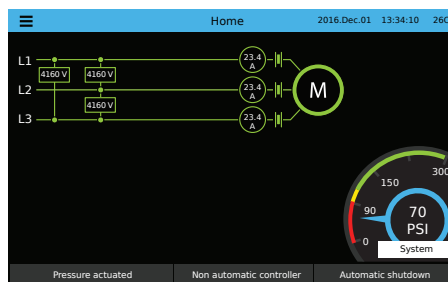 Home 2016.Dec.01 13:34:10 26C
L1
4160 V 4160 V
23.4 A
L2
4160 V
23.4 A
M
L3
23.4 A
300
150
90
0
70
PSI
System
Pressure actuated Non automatic controller Automatic shutdown